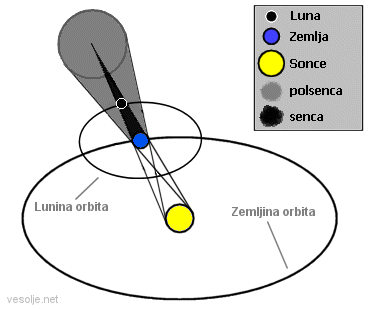 Luna
Zemlja
Sonce
polsenca
senca
Lunina orbita
Zemljina orbita
vesolje.net